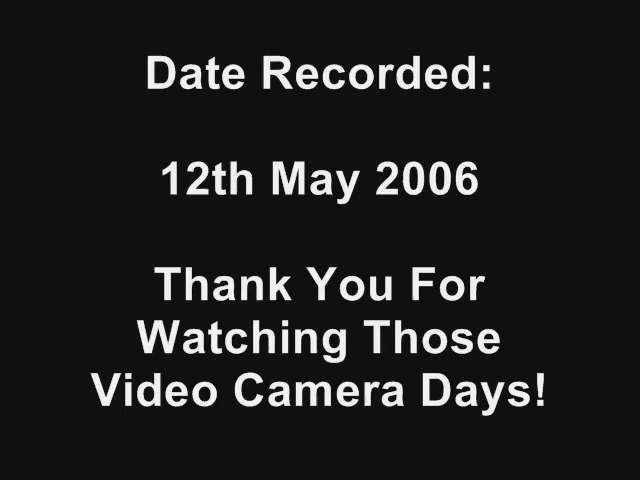 Date Recorded:
12th May 2006
Thank You For
Watching Those
Video Camera Days!